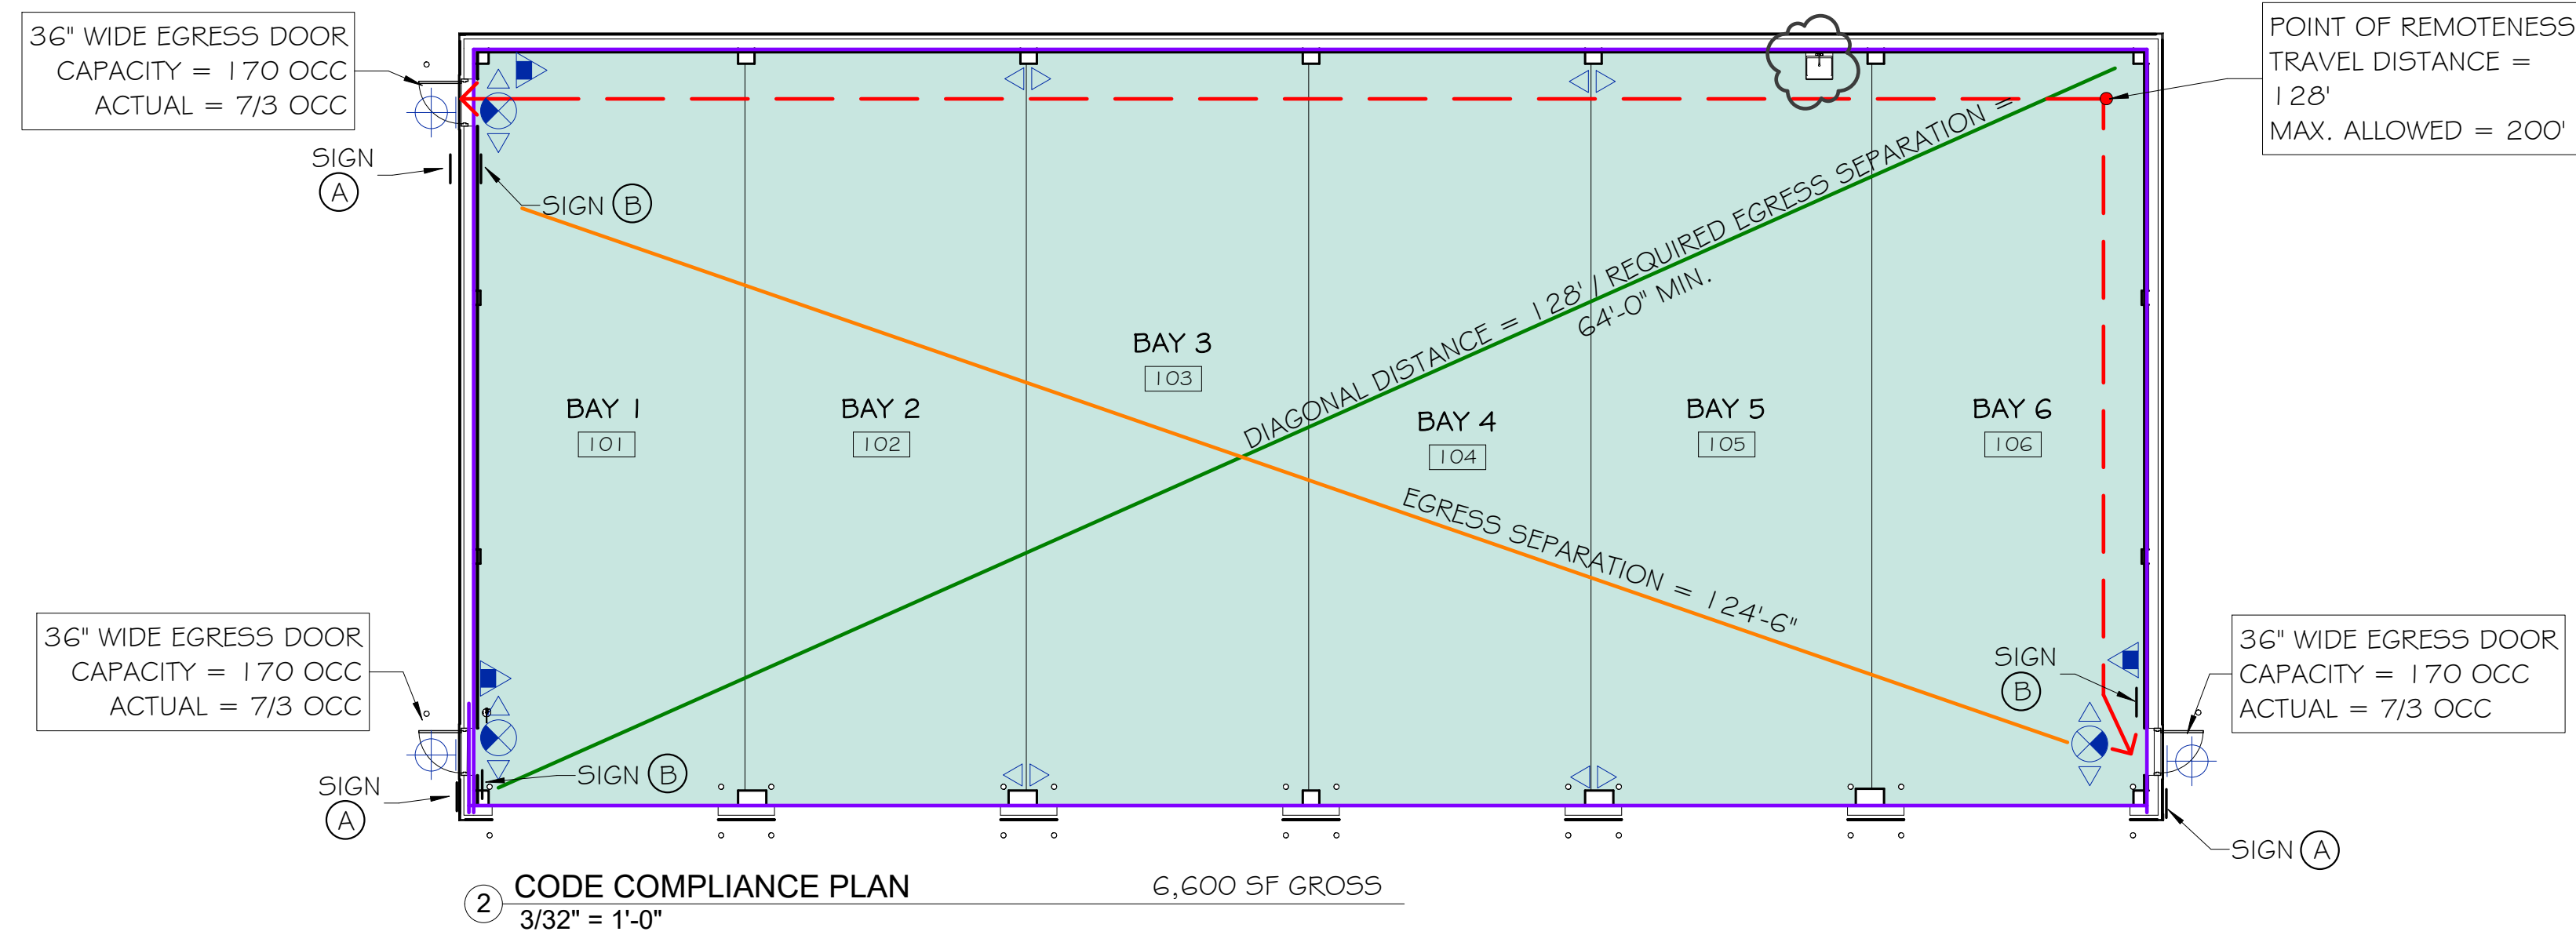 36" WIDE EGRESS DOOR
CAPACITY = 170 OCC
ACTUAL = 7/3 OCC
POINT OF REMOTENESS
TRAVEL DISTANCE =
128'
MAX. ALLOWED = 200'
SIGN
A
SIGN B
DIAGONAL DISTANCE = 128' / REQUIRED EGRESS SEPARATION =
64'-0" MIN.
BAY 1
101
BAY 2
102
BAY 3
103
BAY 4
104
BAY 5
105
BAY 6
106
EGRESS SEPARATION = 124'-6"
36" WIDE EGRESS DOOR
CAPACITY = 170 OCC
ACTUAL = 7/3 OCC
SIGN
B
36" WIDE EGRESS DOOR
CAPACITY = 170 OCC
ACTUAL = 7/3 OCC
SIGN
A
SIGN B
SIGN A
2
CODE COMPLIANCE PLAN
6,600 SF GROSS
3/32" = 1'-0"